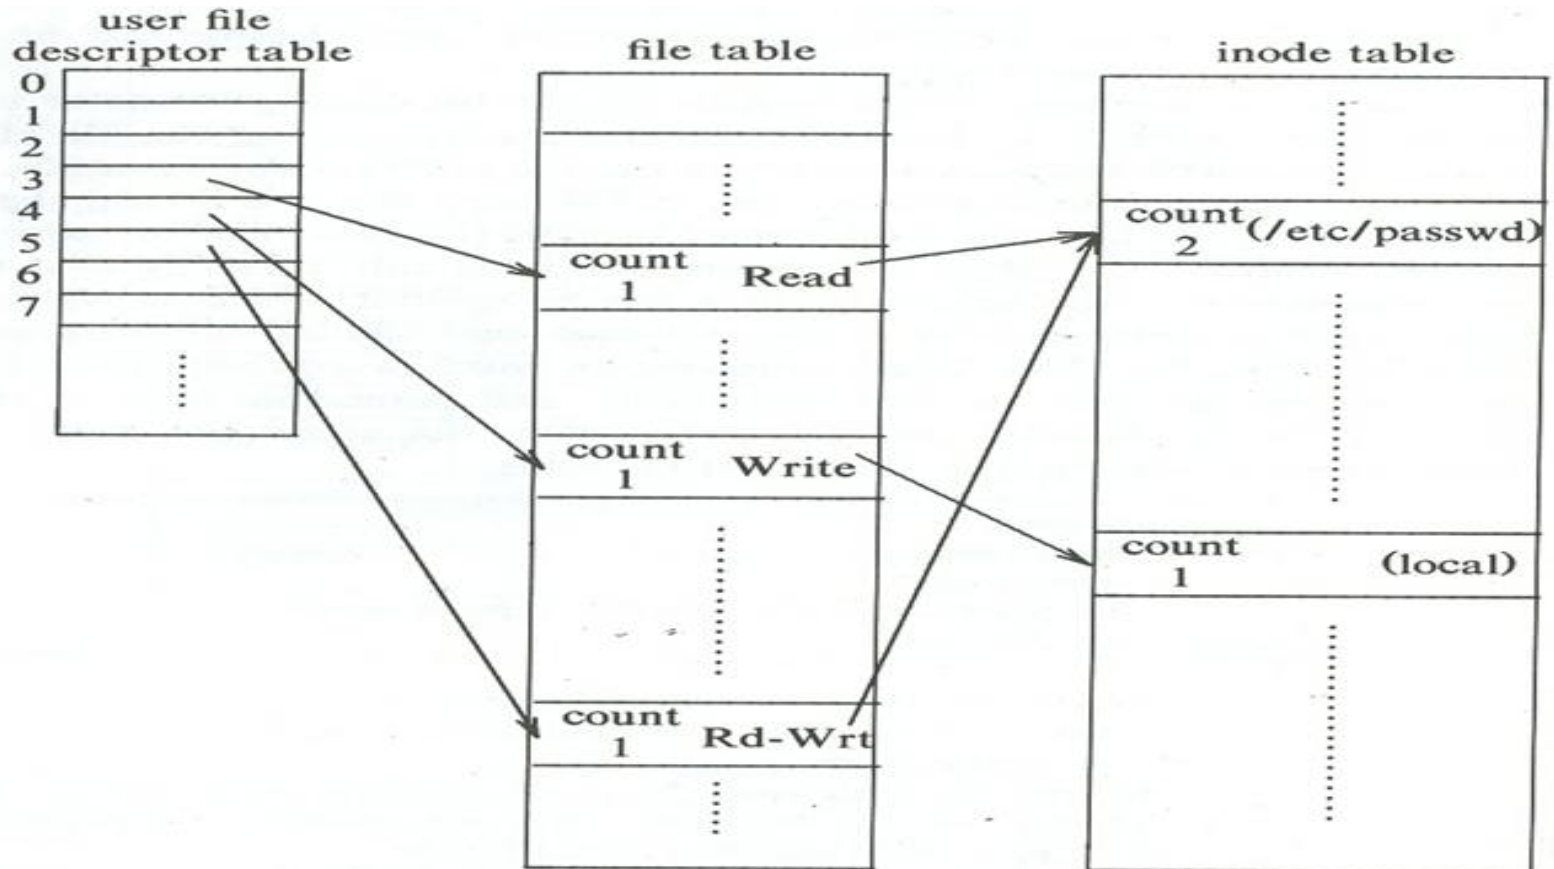 user file
descriptor table
0
1
2
3
4
5
6
7
file table
count
1 Read
count
1 Write
count
1 Rd-Wrt
inode table
count
2 (/etc/passwd)
count
1 (local)